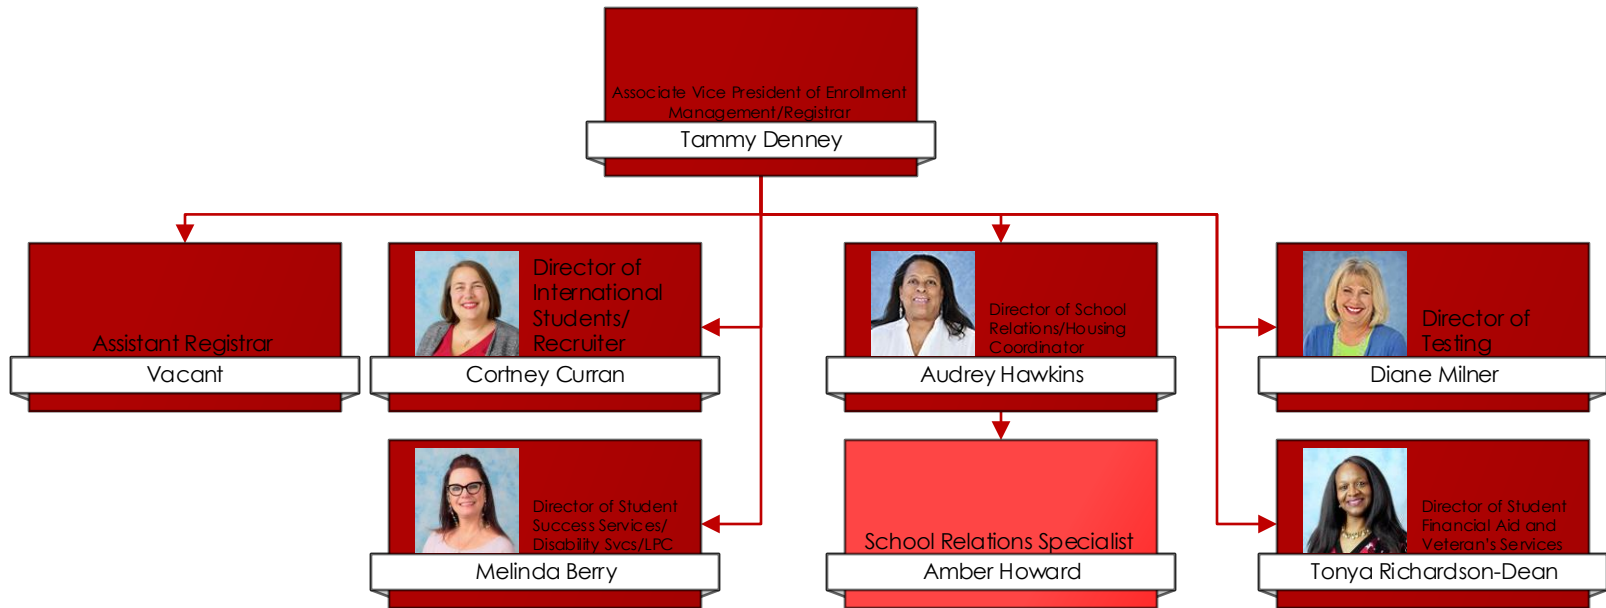 Associate Vice President of Enrollment
Management/Registrar
Tammy Denney
Assistant Registrar
Vacant
Director of
International
Students/
Recruiter
Cortney Curran
Director of School
Relations/Housing
Coordinator
Audrey Hawkins
Director of
Testing
Diane Milner
Director of Student
Success Services/
Disability Svcs/LPC
Melinda Berry
School Relations Specialist
Amber Howard
Director of Student
Financial Aid and
Veteran's Services
Tonya Richardson-Dean